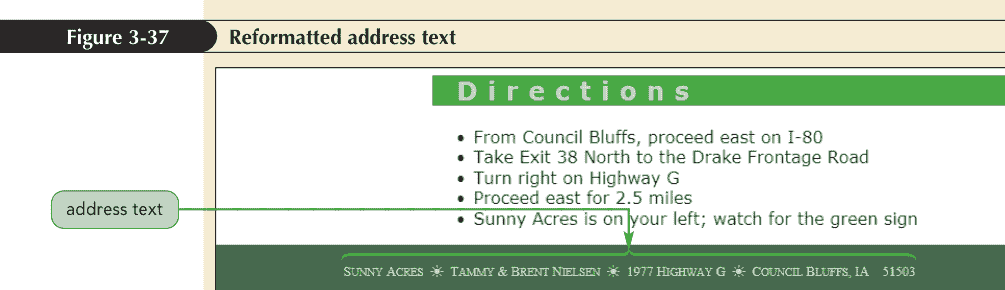 Figure 3-37
Reformatted address text
Directions
• From Council Bluffs, proceed east on I-80
• Take Exit 38 North to the Drake Frontage Road
• Turn right on Highway G
• Proceed east for 2.5 miles
address text
• Sunny Acres is on your left; watch for the green sign
SUNNY ACRES ☀ TAMMY & BRENT NIELSEN ☀ 1977 HIGHWAY G ☀ COUNCIL BLUFFS, IA 51503